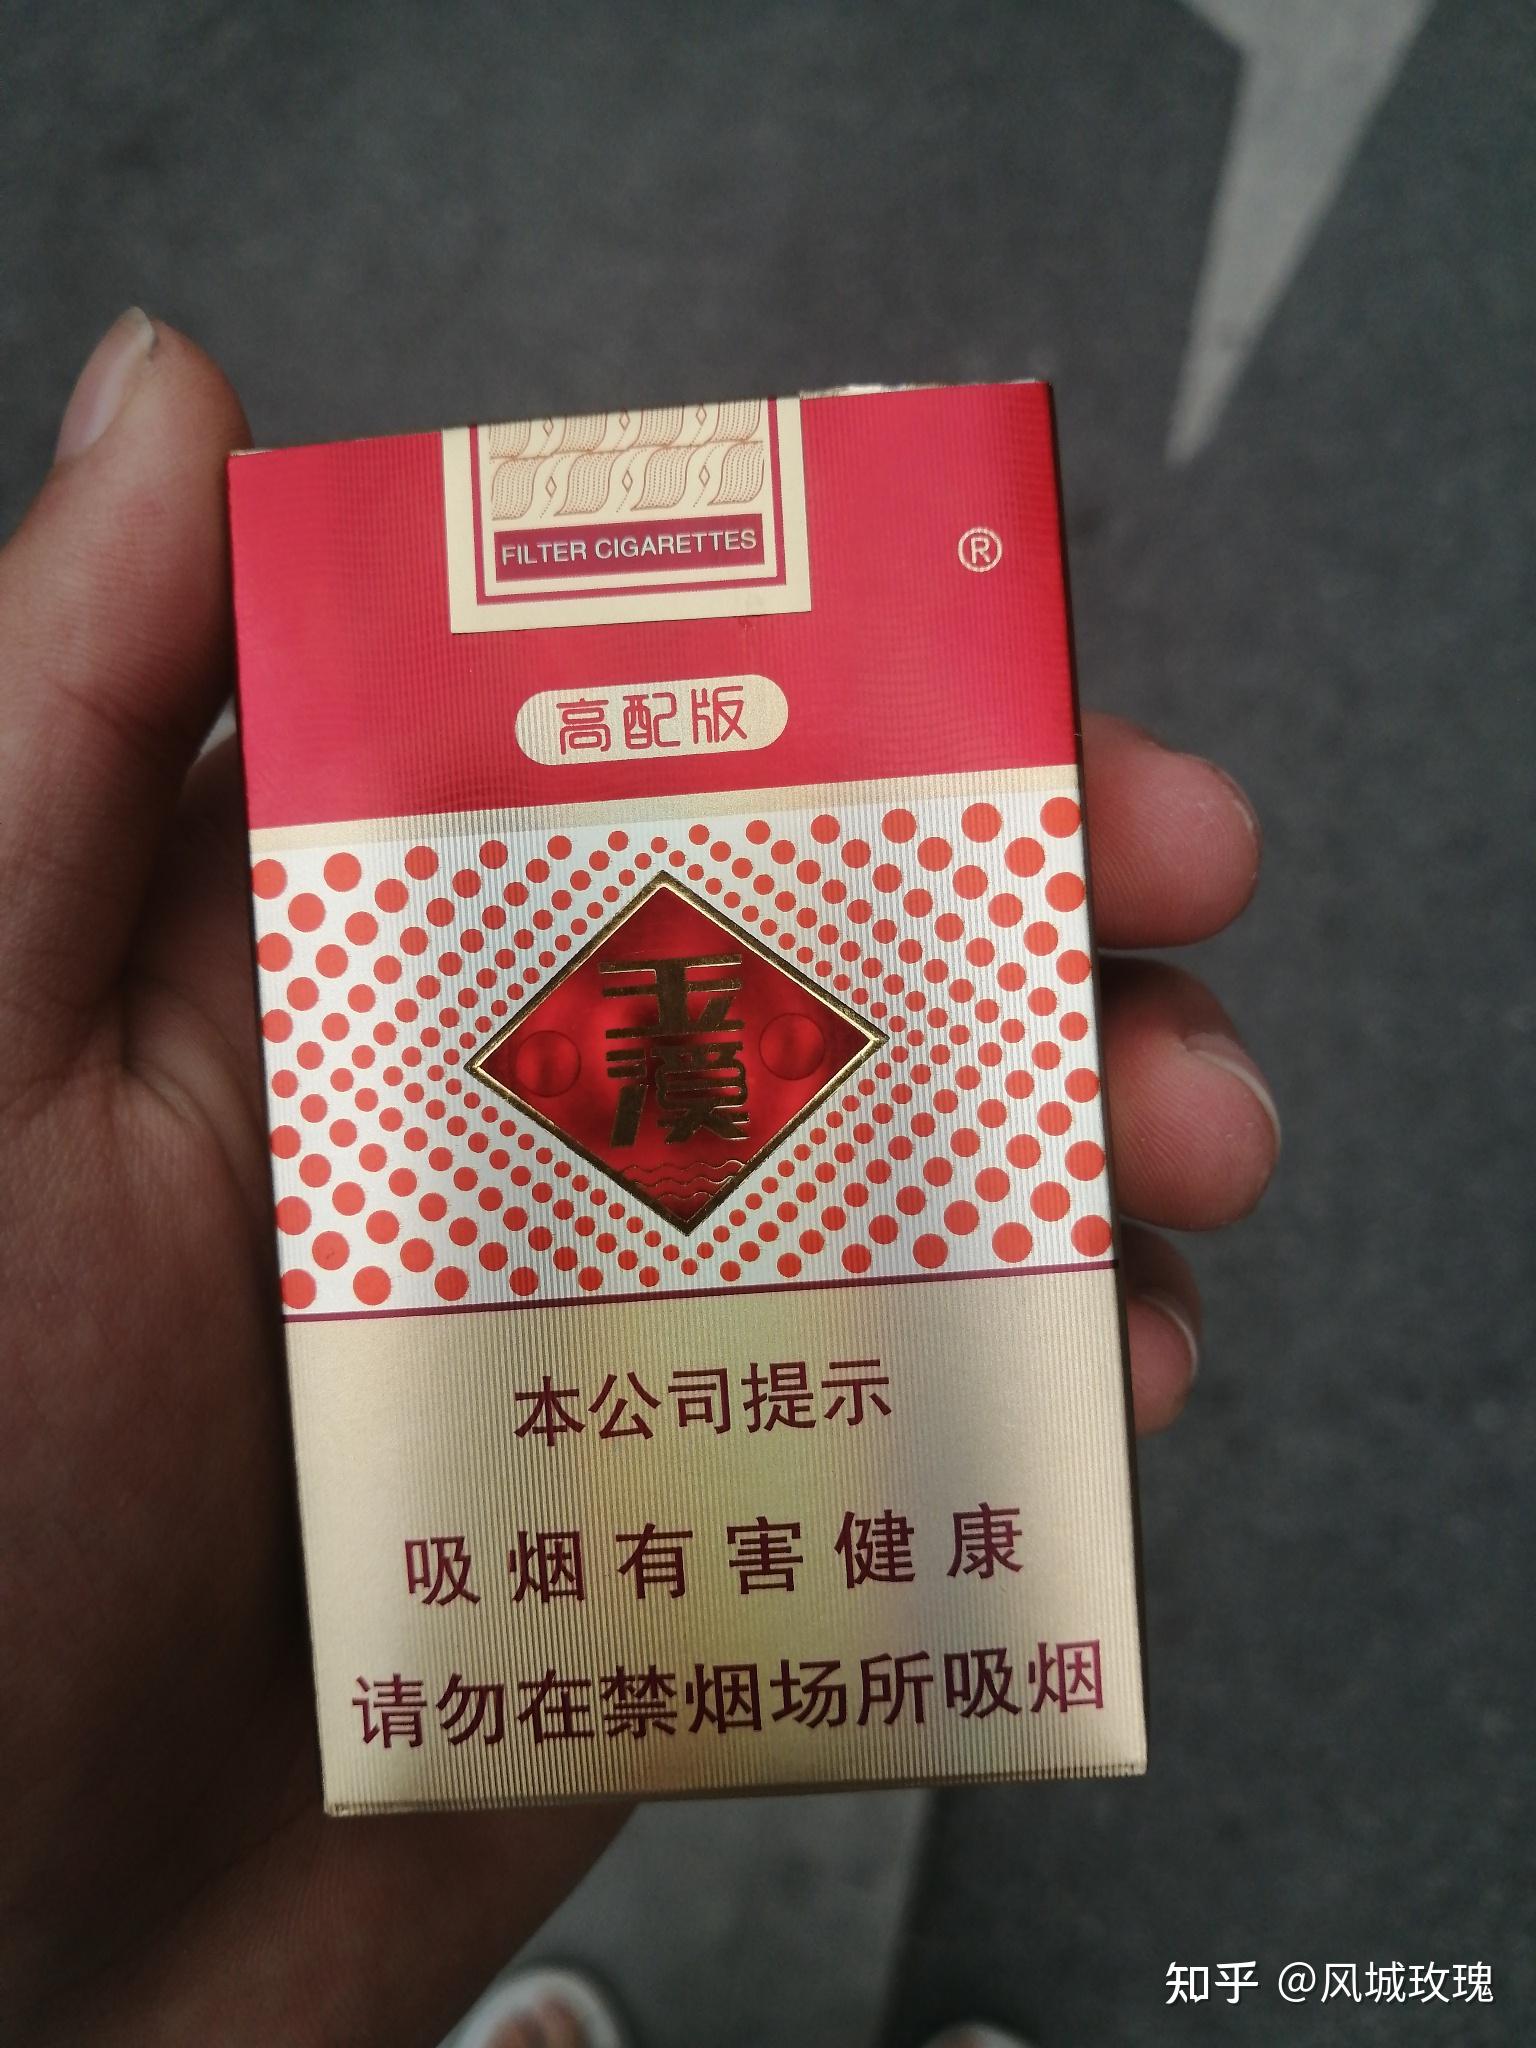 FILTER CIGARETTES
®
高配版
玉
溪
本公司提示
吸烟有害健康
请勿在禁烟场所吸烟
知乎 @风城玫瑰